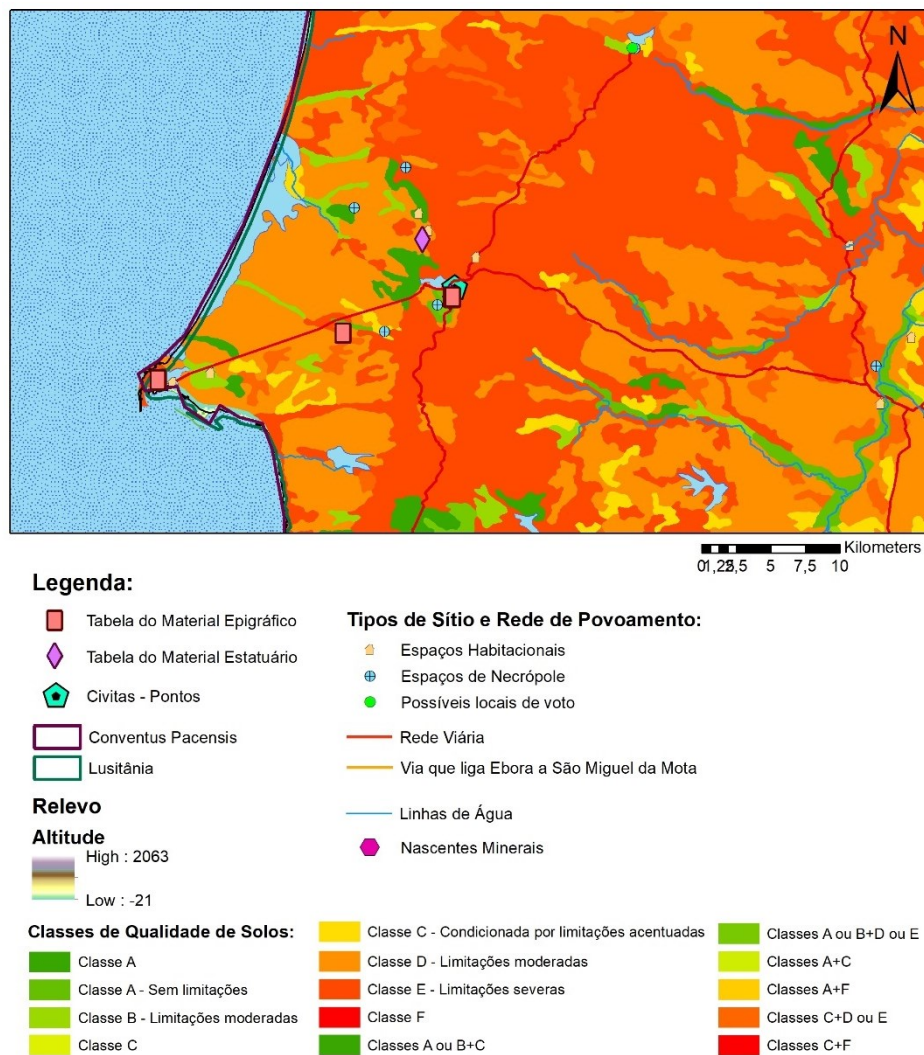 N
Kilometers
0 1,25 2,5 5 7,5 10
Legenda:
Tabela do Material Epigráfico
Tabela do Material Estatuário
Civitas - Pontos
Conventus Pacensis
Lusitânia
Relevo
Altitude
High : 2063
Low : -21
Tipos de Sítio e Rede de Povoamento:
Espaços Habitacionais
Espaços de Necrópole
Possíveis locais de voto
Rede Viária
Via que liga Ebora a São Miguel da Mota
Linhas de Água
Nascentes Minerais
Classes de Qualidade de Solos:
Classe A
Classe A - Sem limitações
Classe B - Limitações moderadas
Classe C
Classe C - Condicionada por limitações acentuadas
Classe D - Limitações moderadas
Classe E - Limitações severas
Classe F
Classes A ou B+C
Classes A ou B+D ou E
Classes A+C
Classes A+F
Classes C+D ou E
Classes C+F